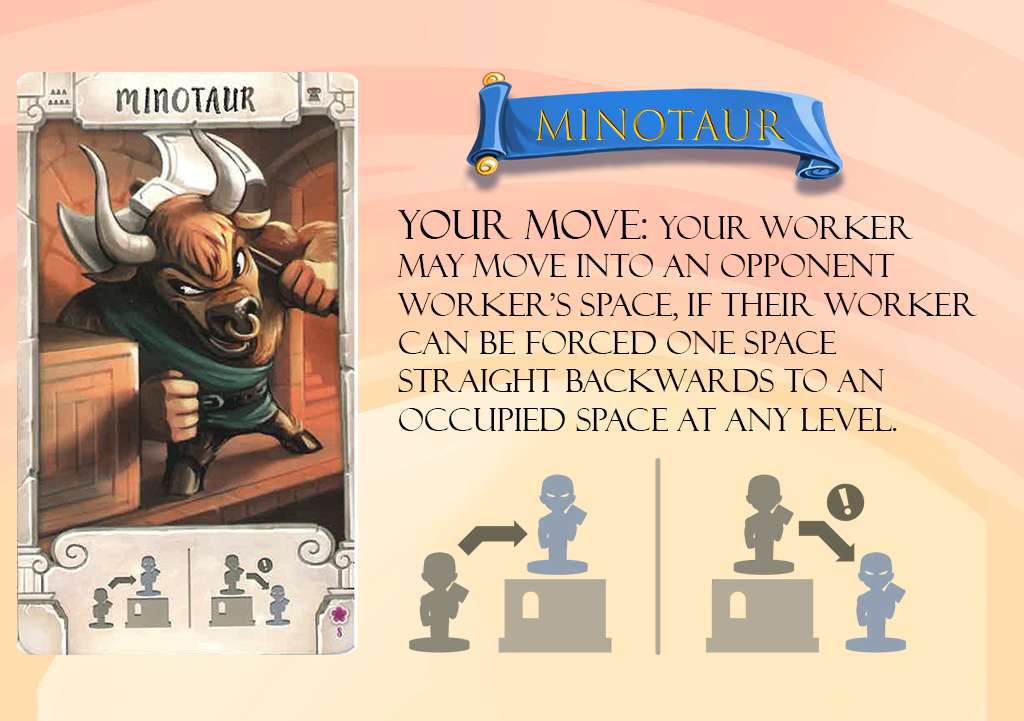 MINOTAUR
8
MINOTAUR
YOUR MOVE: YOUR WORKER
MAY MOVE INTO AN OPPONENT
WORKER'S SPACE, IF THEIR WORKER
CAN BE FORCED ONE SPACE
STRAIGHT BACKWARDS TO AN
OCCUPIED SPACE AT ANY LEVEL.
!